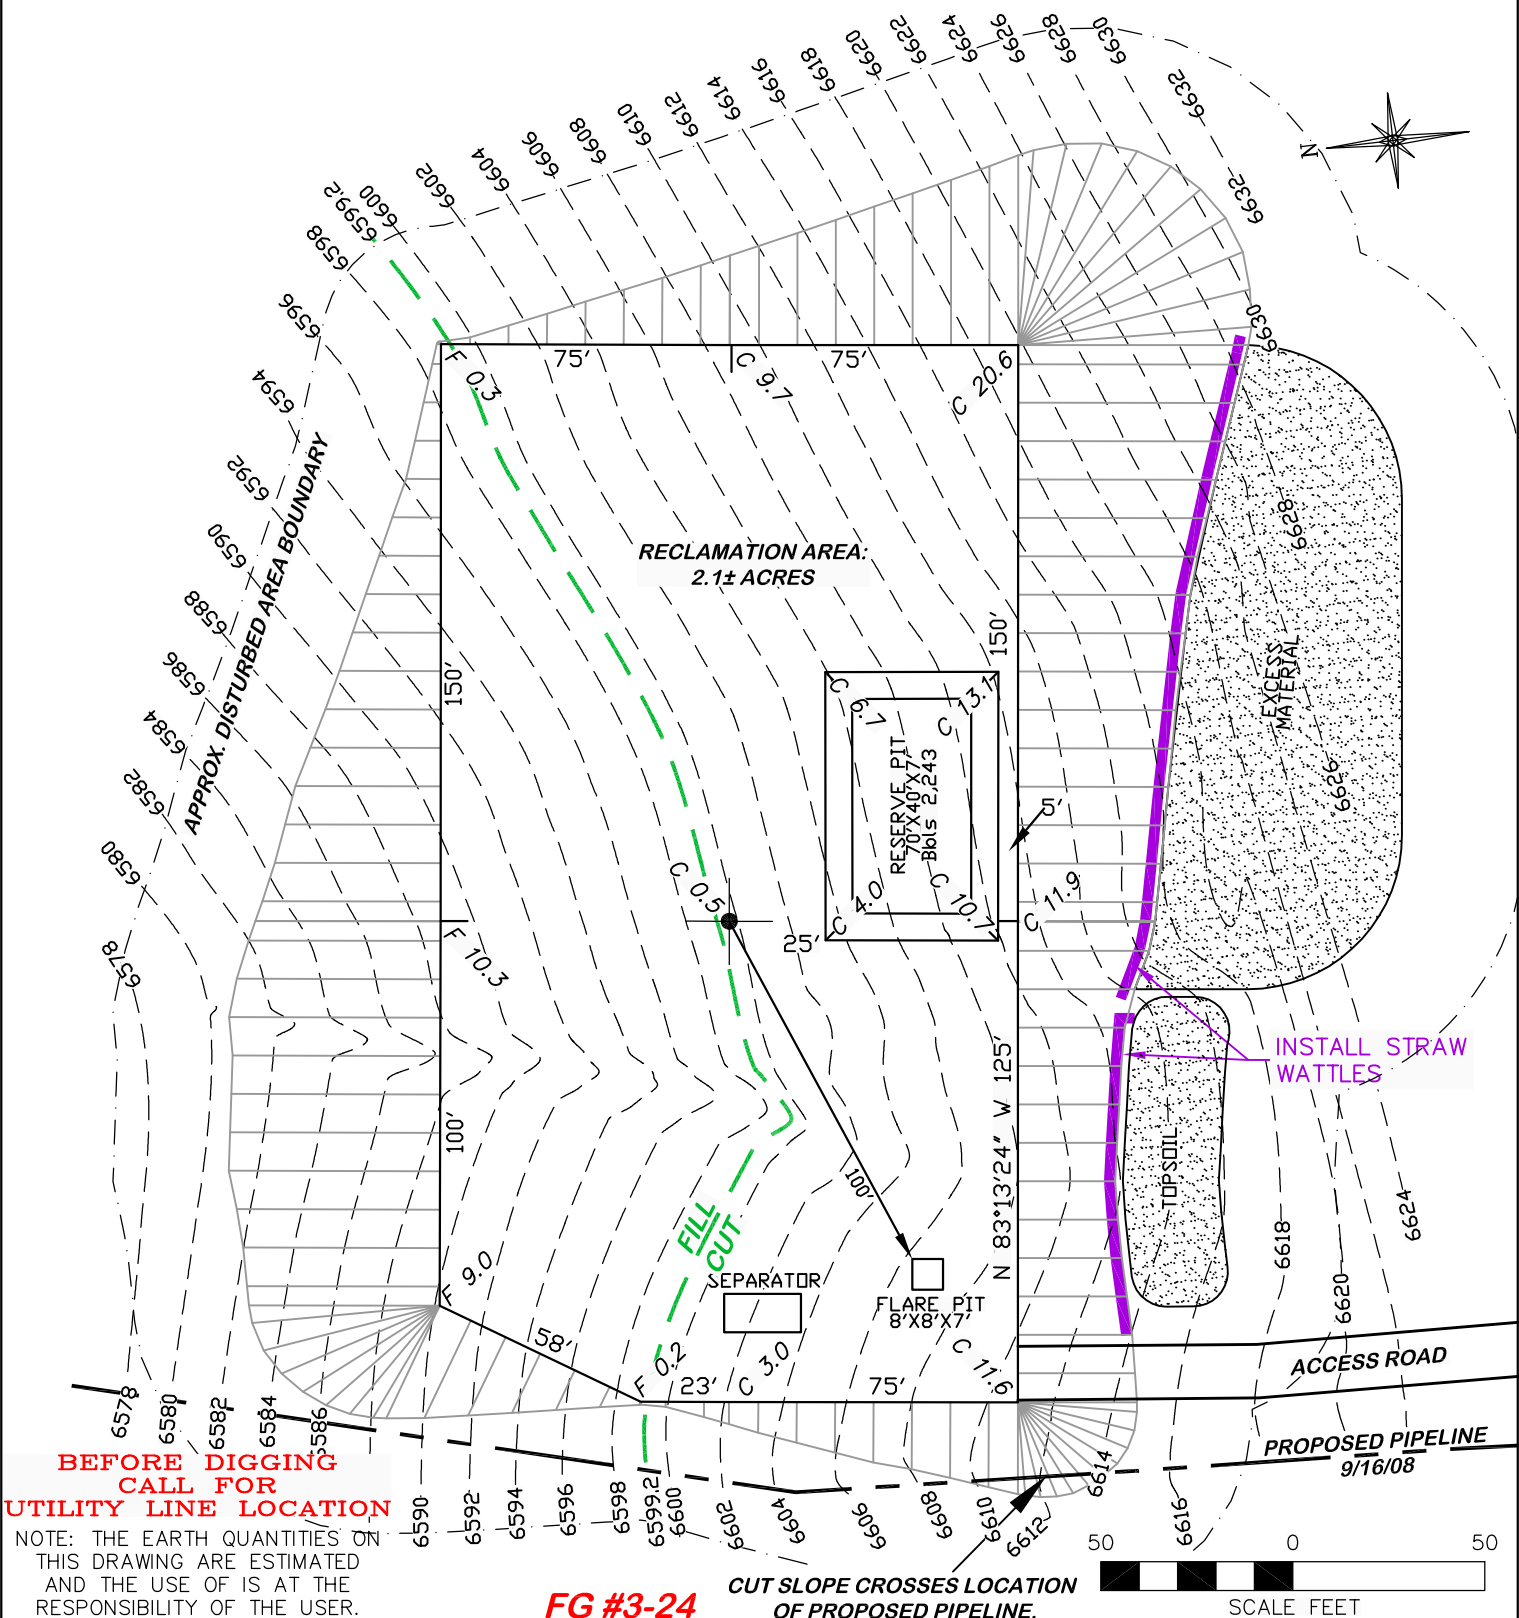 6602
6604
6606
6608
6610
6612
6614
6616
6618
6620
6622
6624
6626
6628
6630
6632
6632
N
6600
6599.2
6598
6596
6594
6592
6590
6588
6586
6584
6582
6580
6578
6630
APPROX. DISTURBED AREA BOUNDARY
F 0.3
75'
C 9.7
75'
C 20.6
RECLAMATION AREA:
2.1± ACRES
6628
EXCESS
MATERIAL
6626
150'
150'
C 6.7
C 13.1
RESERVE PIT
70'X40'X7'
Bbls 2,243
C 4.0
C 10.7
5'
C 0.5
25'
C 11.9
F 10.3
INSTALL STRAW
WATTLES
100'
100'
N 83°13'24" W 125'
TOPSOIL
6618
6620
6624
FILL
CUT
F 9.0
SEPARATOR
FLARE PIT
8'X8'X7'
58'
F 0.2
23'
C 3.0
75'
C 11.6
ACCESS ROAD
PROPOSED PIPELINE
9/16/08
6578
6580
6582
6584
6586
6590
6592
6594
6596
6598
6599.2
6600
6602
6604
6606
6608
6610
6612
6614
6616
BEFORE DIGGING
CALL FOR
UTILITY LINE LOCATION
NOTE: THE EARTH QUANTITIES ON
THIS DRAWING ARE ESTIMATED
AND THE USE OF IS AT THE
RESPONSIBILITY OF THE USER.
FG #3-24
CUT SLOPE CROSSES LOCATION
OF PROPOSED PIPELINE.
50 0 50
SCALE FEET